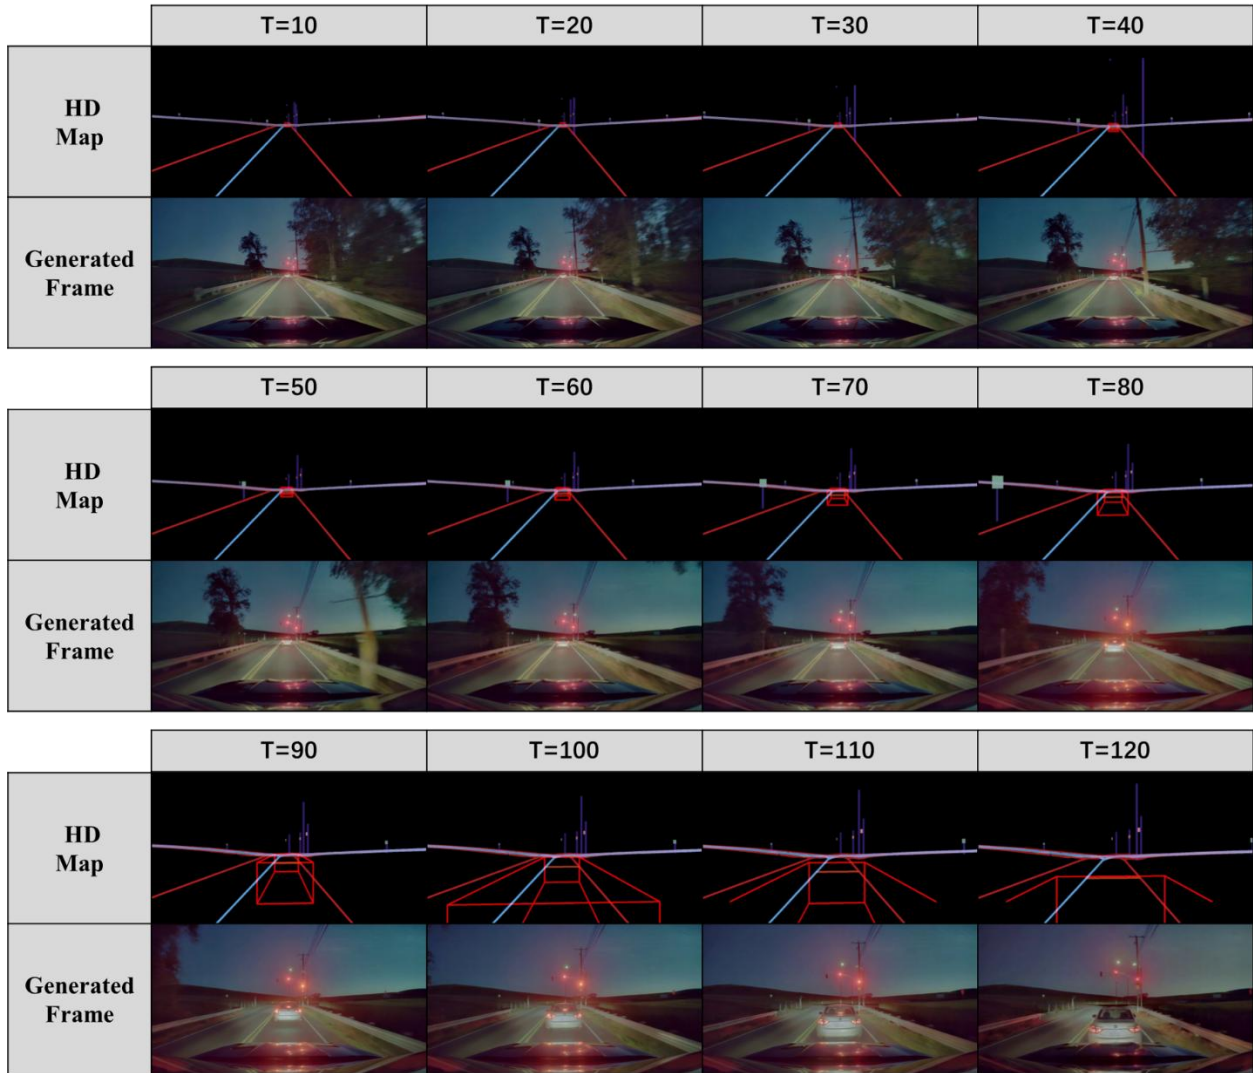 T=10 T=20 T=30 T=40
HD
Map
Generated
Frame
T=50 T=60 T=70 T=80
HD
Map
Generated
Frame
T=90 T=100 T=110 T=120
HD
Map
Generated
Frame